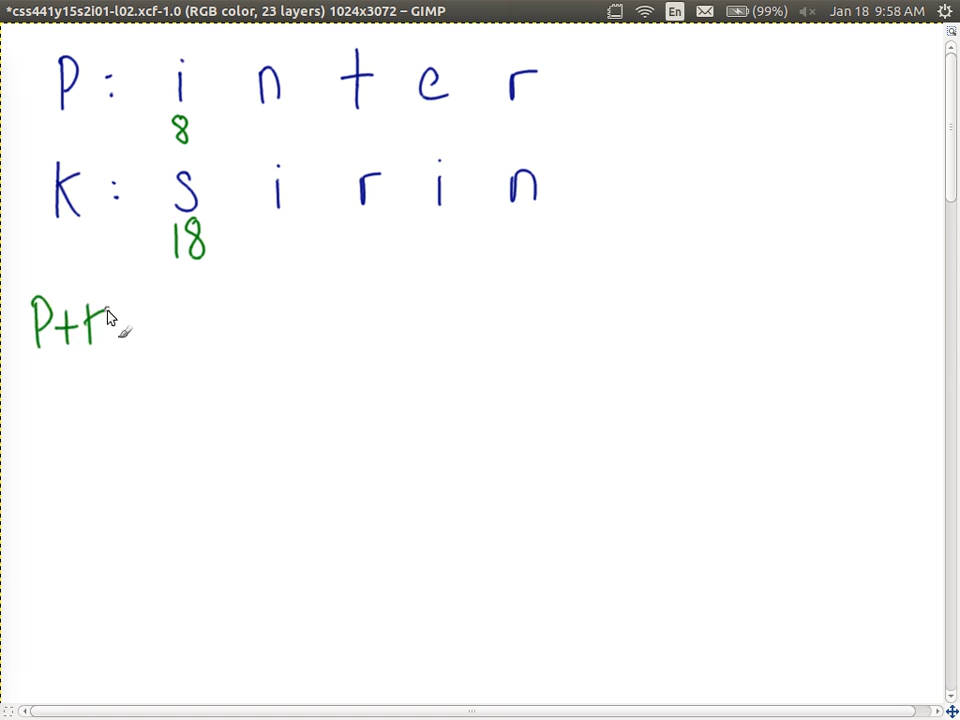 *css441y15s2i01-l02.xcf-1.0 (RGB color, 23 layers) 1024x3072 – GIMP En (99%) Jan 18 9:58 AM
P: i n t e r
8
K: s i r i n
18
P+